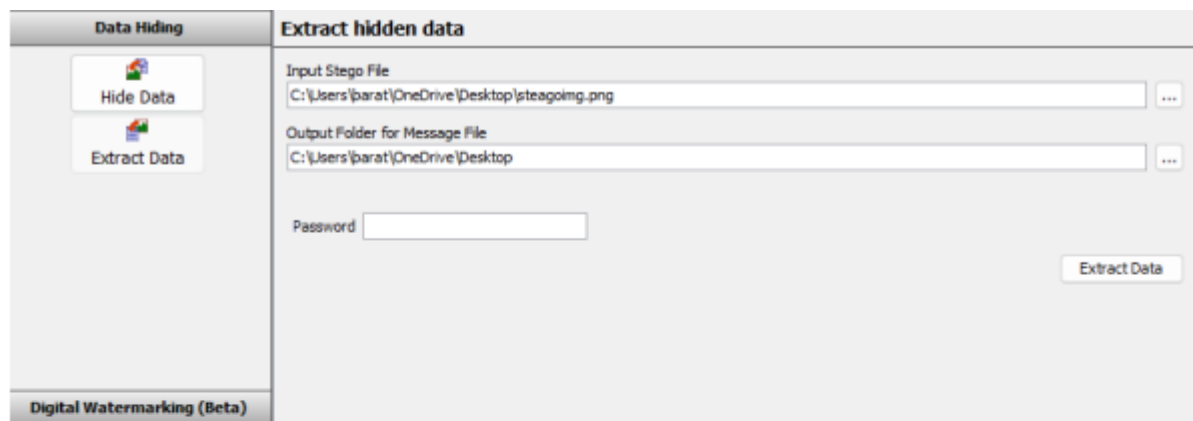 Data Hiding
Hide Data
Extract Data
Digital Watermarking (Beta)
Extract hidden data
Input Stego File
C:\Users\barat\OneDrive\Desktop\steagoimg.png
...
Output Folder for Message File
C:\Users\barat\OneDrive\Desktop
...
Password
Extract Data